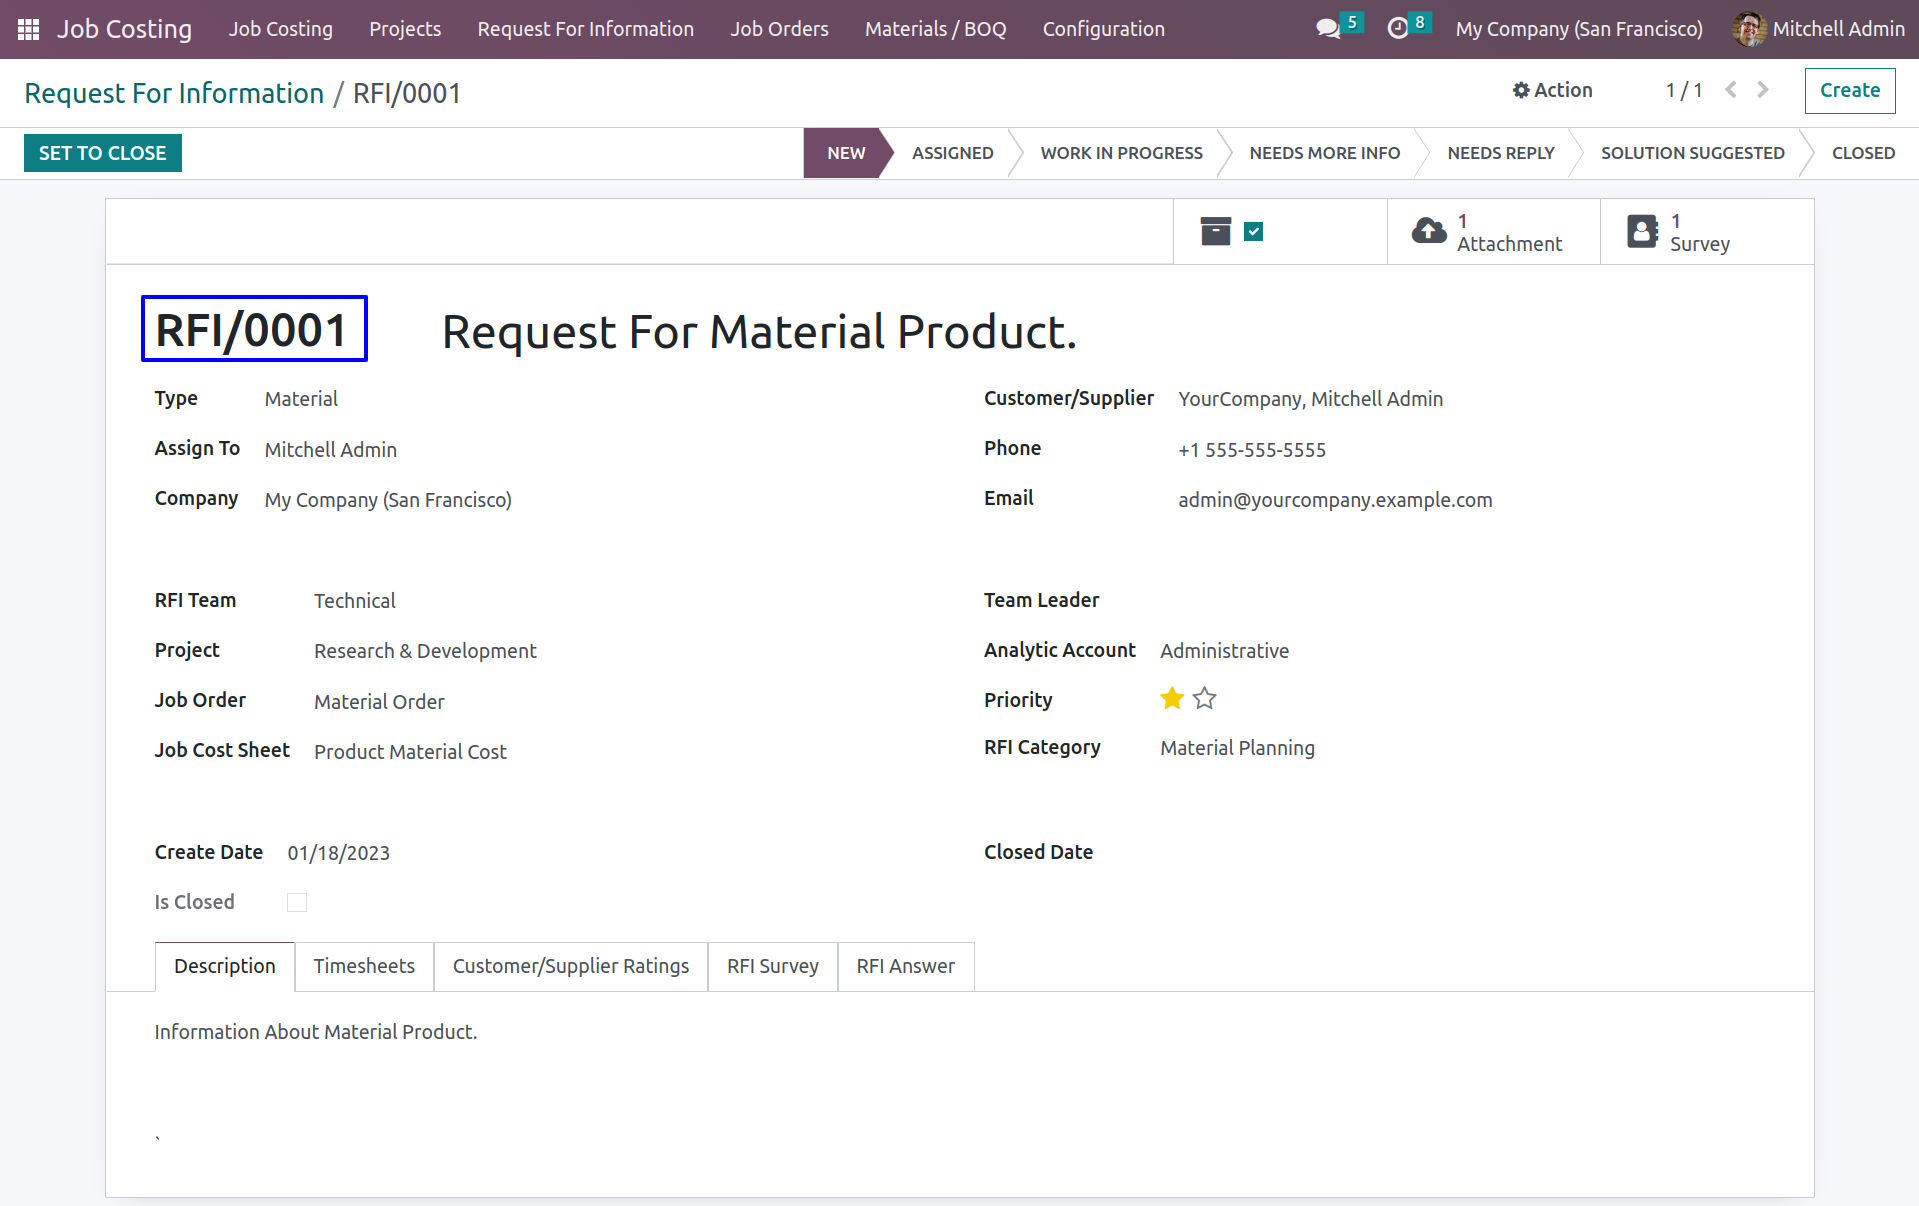 Job Costing Job Costing Projects Request For Information Job Orders Materials / BOQ Configuration 5 8 My Company (San Francisco) Mitchell Admin
Request For Information / RFI/0001 Action 1 / 1 Create
SET TO CLOSE NEW ASSIGNED WORK IN PROGRESS NEEDS MORE INFO NEEDS REPLY SOLUTION SUGGESTED CLOSED
1 Attachment 1 Survey
RFI/0001 Request For Material Product.
Type Material Customer/Supplier YourCompany, Mitchell Admin
Assign To Mitchell Admin Phone +1 555-555-5555
Company My Company (San Francisco) Email admin@yourcompany.example.com
RFI Team Technical Team Leader
Project Research & Development Analytic Account Administrative
Job Order Material Order Priority
Job Cost Sheet Product Material Cost RFI Category Material Planning
Create Date 01/18/2023 Closed Date
Is Closed
Description Timesheets Customer/Supplier Ratings RFI Survey RFI Answer
Information About Material Product.
`